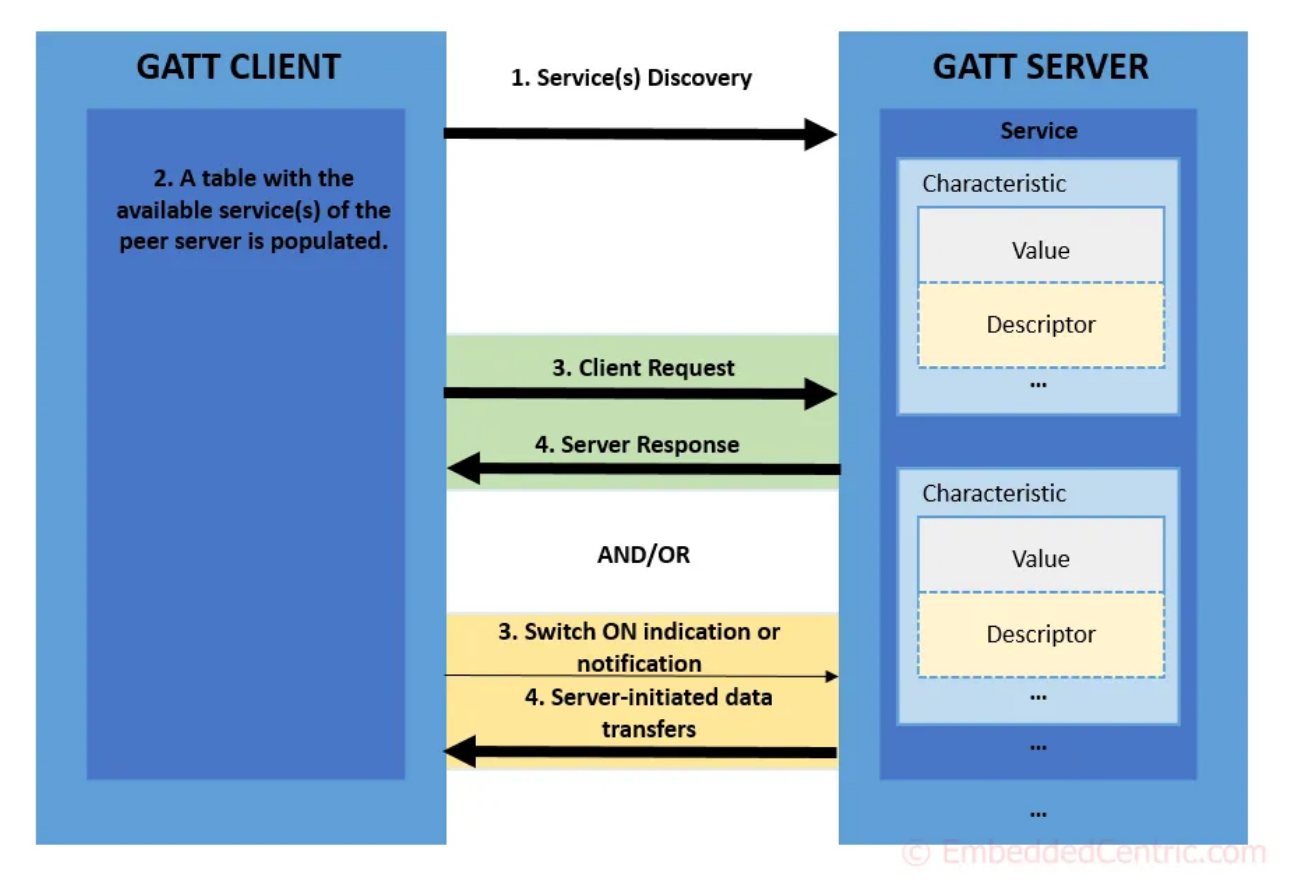 GATT CLIENT
2. A table with the
available service(s) of the
peer server is populated.
1. Service(s) Discovery
3. Client Request
4. Server Response
AND/OR
3. Switch ON indication or
notification
4. Server-initiated data
transfers
GATT SERVER
Service
Characteristic
Value
Descriptor
...
Characteristic
Value
Descriptor
...
...
...
© EmbeddedCentric.com